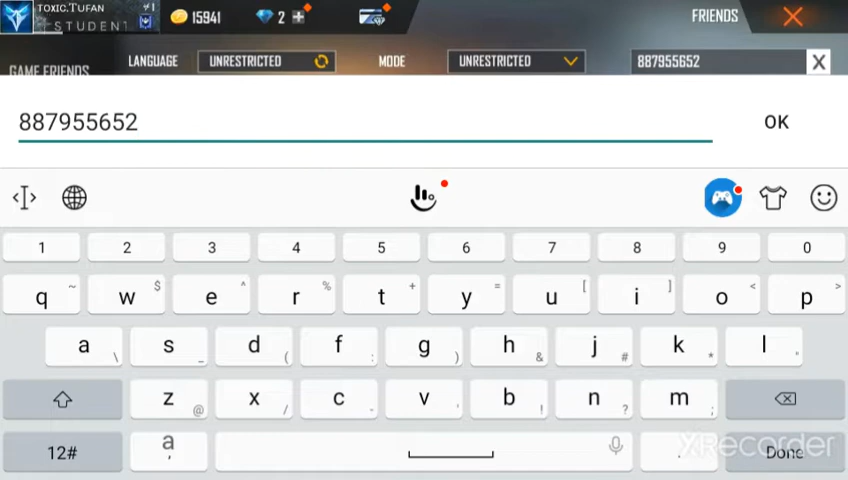 TOXIC.TUFAN
+1
STUDENT
15941
2
FRIENDS
GAME FRIENDS
LANGUAGE
UNRESTRICTED
MODE
UNRESTRICTED
887955652
X
887955652
OK
1 2 3 4 5 6 7 8 9 0
~ $ ^ % + = [ ] < >
q w e r t y u i o p
a s d f g h j k l
\ _ ( : ) & # * "
z x c v b n m
@ / - ' ! ? ;
12# a , . Done
XRecorder